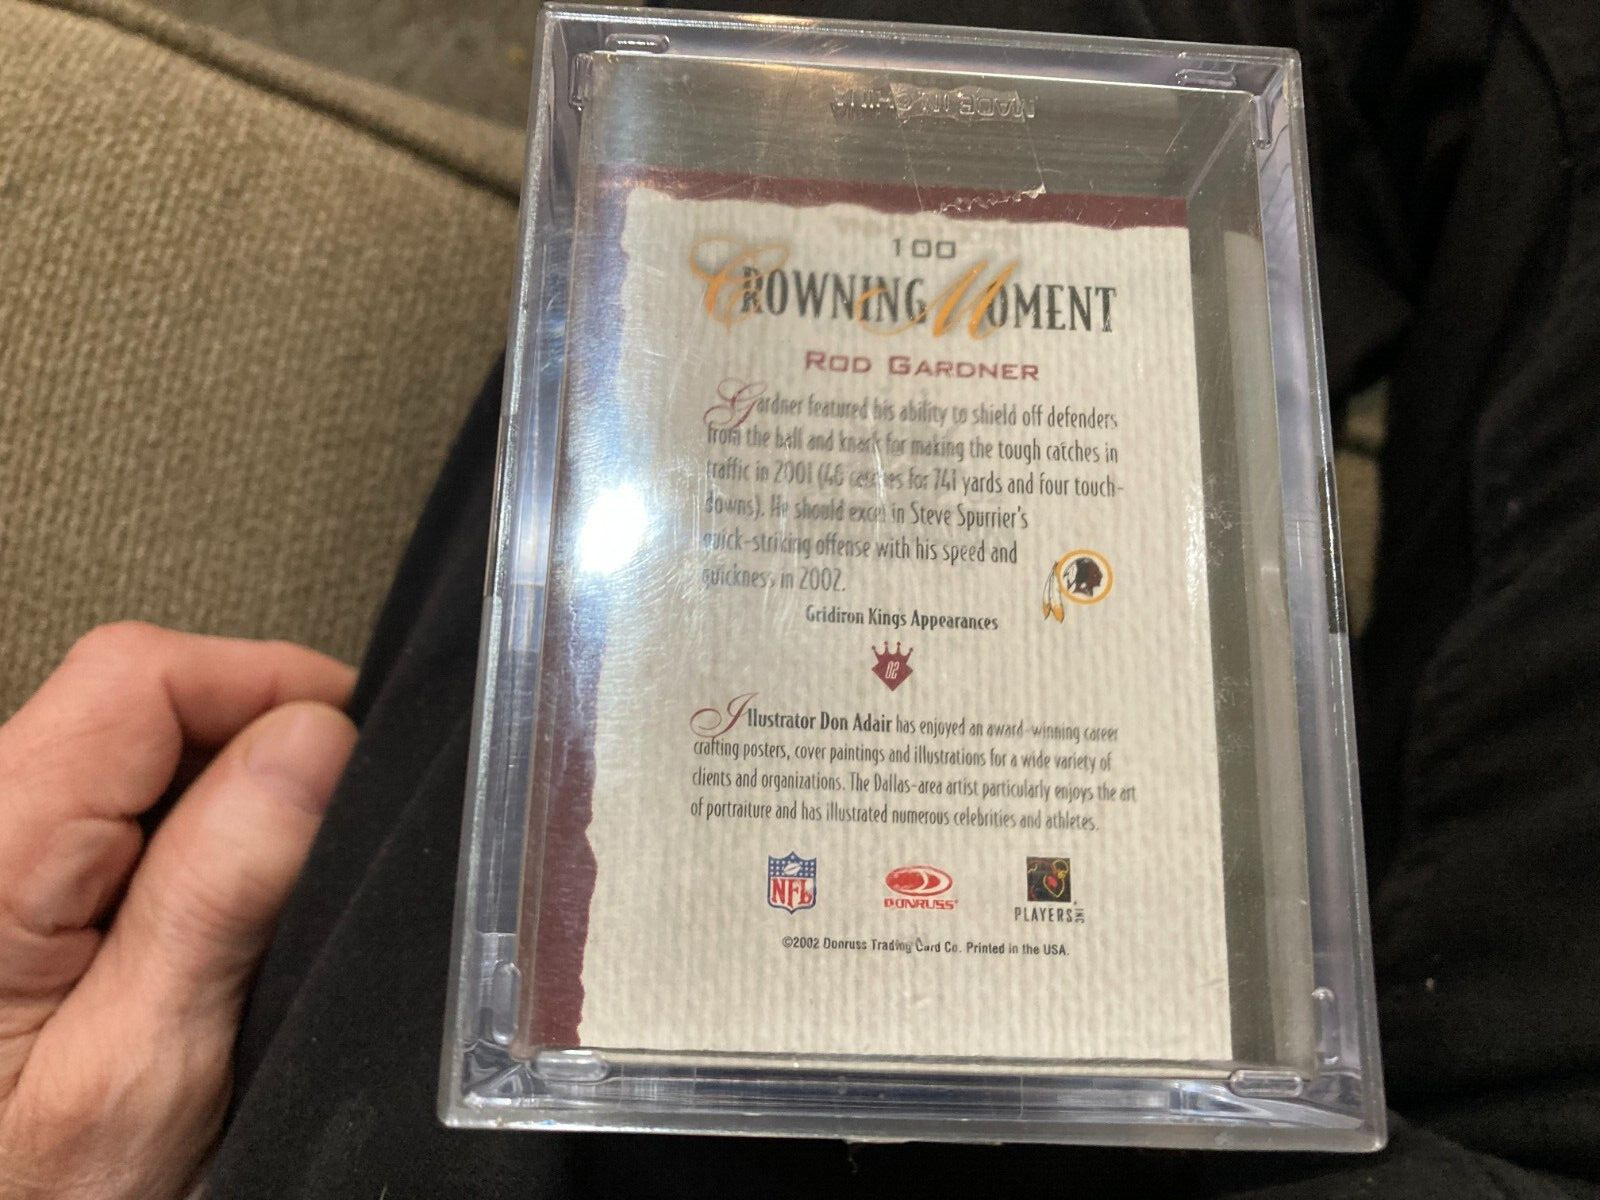 MADE IN CHINA
100
CROWNING MOMENT
ROD GARDNER
Gardner featured his ability to shield off defenders
from the ball and knack for making the tough catches in
traffic in 2001 (46 catches for 741 yards and four touch-
downs). He should excel in Steve Spurrier's
quick-striking offense with his speed and
quickness in 2002.
Gridiron Kings Appearances
02
Illustrator Don Adair has enjoyed an award-winning career
crafting posters, cover paintings and illustrations for a wide variety of
clients and organizations. The Dallas-area artist particularly enjoys the art
of portraiture and has illustrated numerous celebrities and athletes.
NFL
DONRUSS
PLAYERS INC
©2002 Donruss Trading Card Co. Printed in the USA.